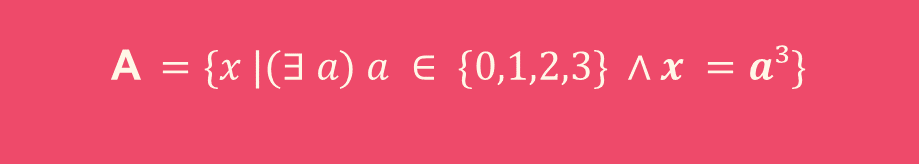 A = {x |(∃ a) a ∈ {0,1,2,3} ∧ x = a³}